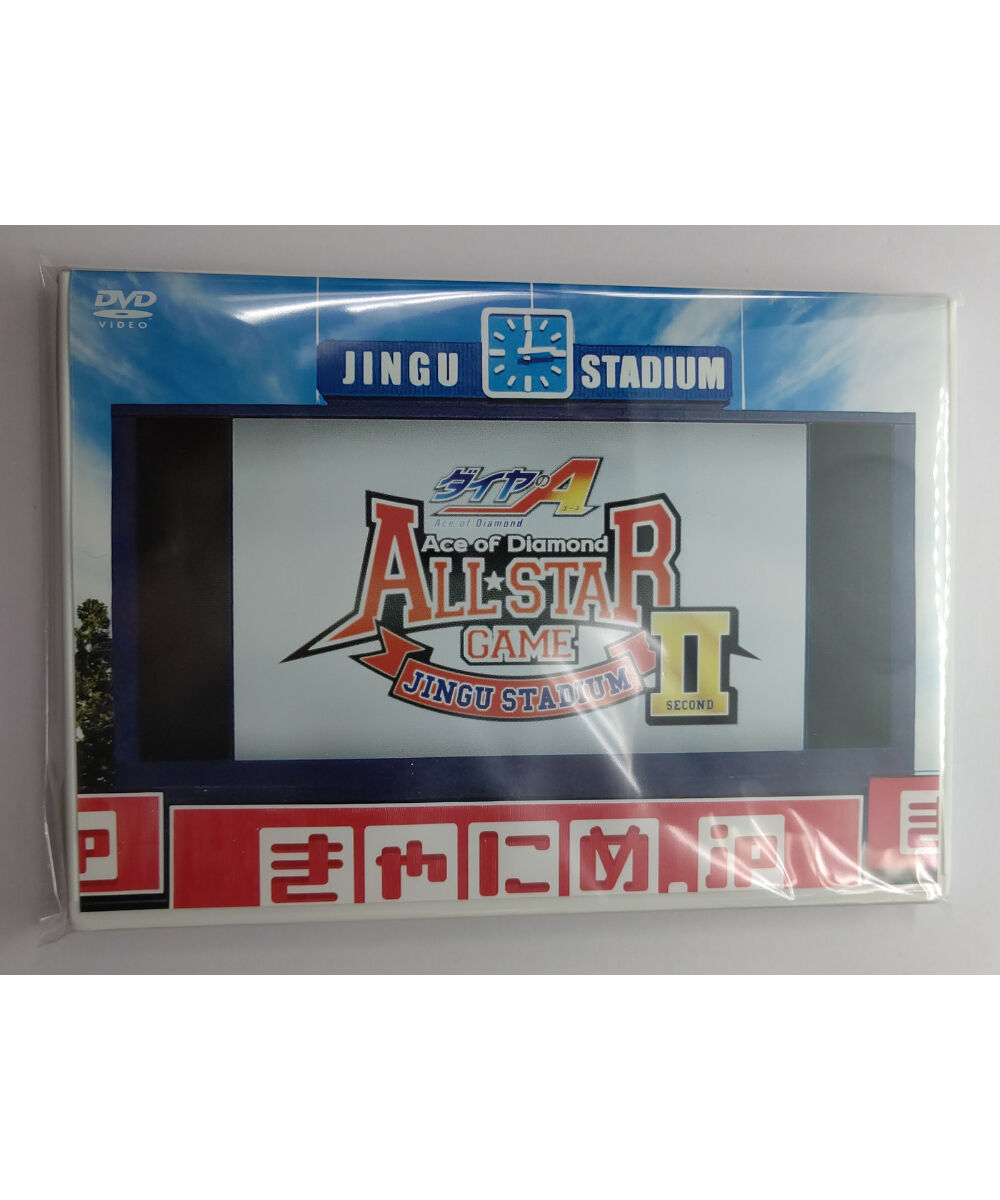 DVD
VIDEO
JINGU STADIUM
ダイヤのA
エース
Ace of Diamond
Ace of Diamond
ALL★STAR
GAME
JINGU STADIUM
II
SECOND
きゃにめ.jp